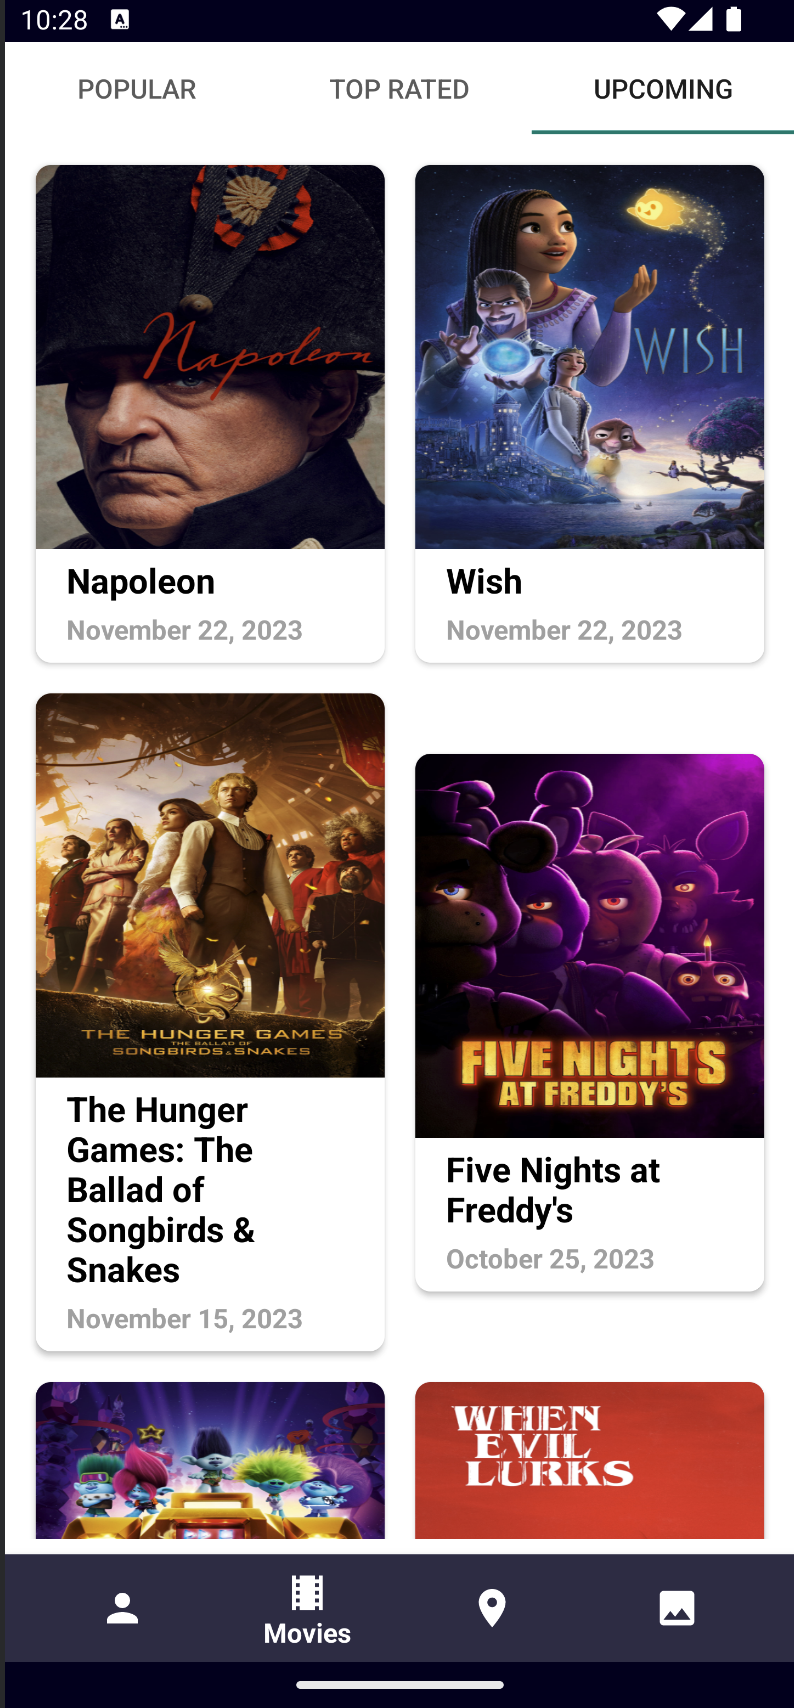 10:28
A
POPULAR
TOP RATED
UPCOMING
Napoleon
WISH
Napoleon
November 22, 2023
Wish
November 22, 2023
THE HUNGER GAMES
THE BALLAD OF
SONGBIRDS & SNAKES
The Hunger
Games: The
Ballad of
Songbirds &
Snakes
November 15, 2023
FIVE NIGHTS
AT FREDDY'S
Five Nights at
Freddy's
October 25, 2023
WHEN
EVIL
LURKS
Movies